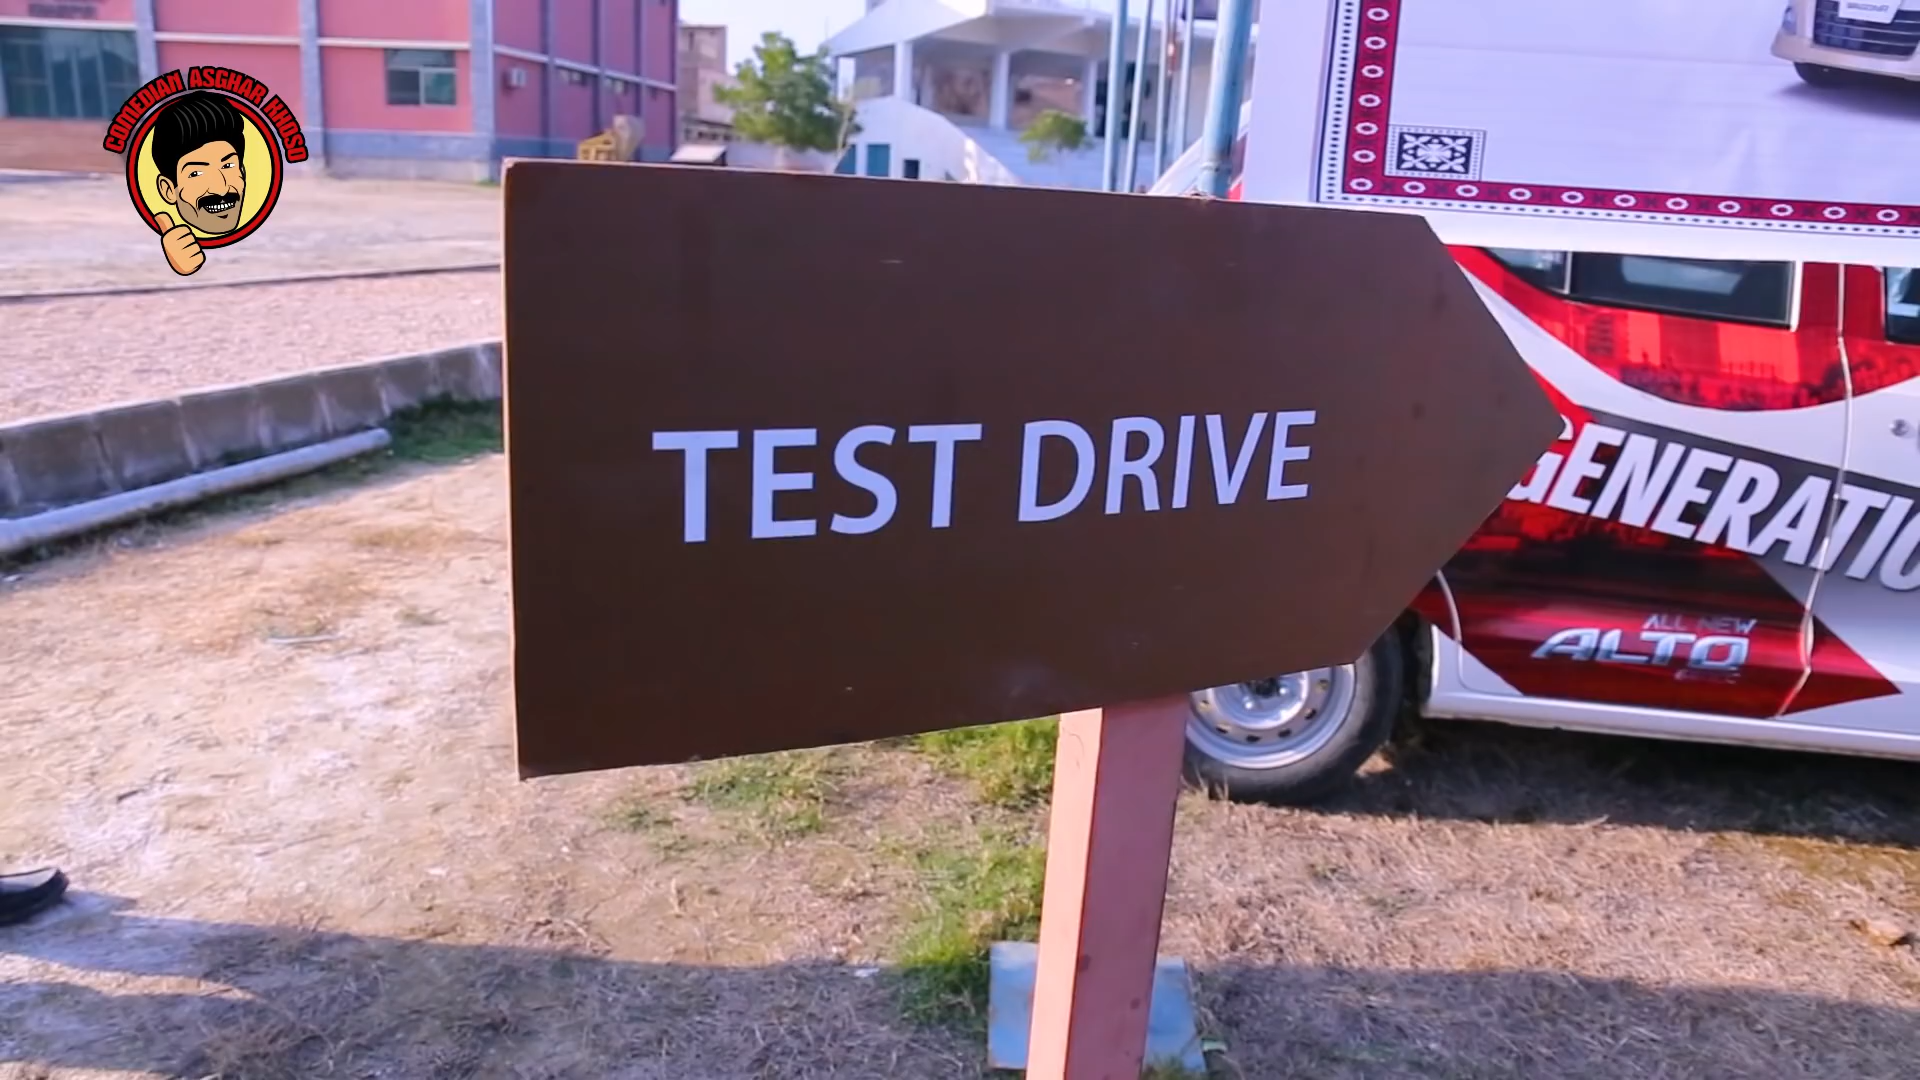 COMEDIAN ASGHAR KHOSO
TEST DRIVE
GENERATIO
ALL NEW
ALTO